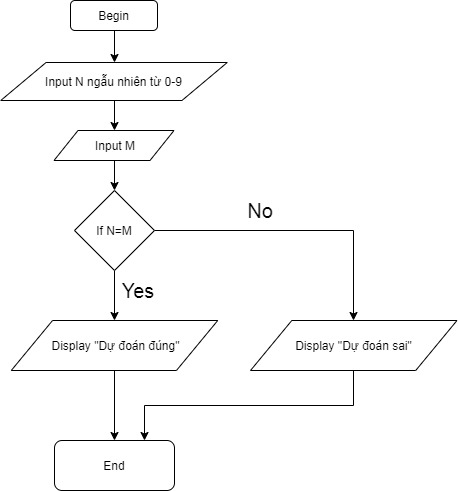 Begin
Input N ngẫu nhiên từ 0-9
Input M
If N=M
No
Yes
Display "Dự đoán đúng"
Display "Dự đoán sai"
End